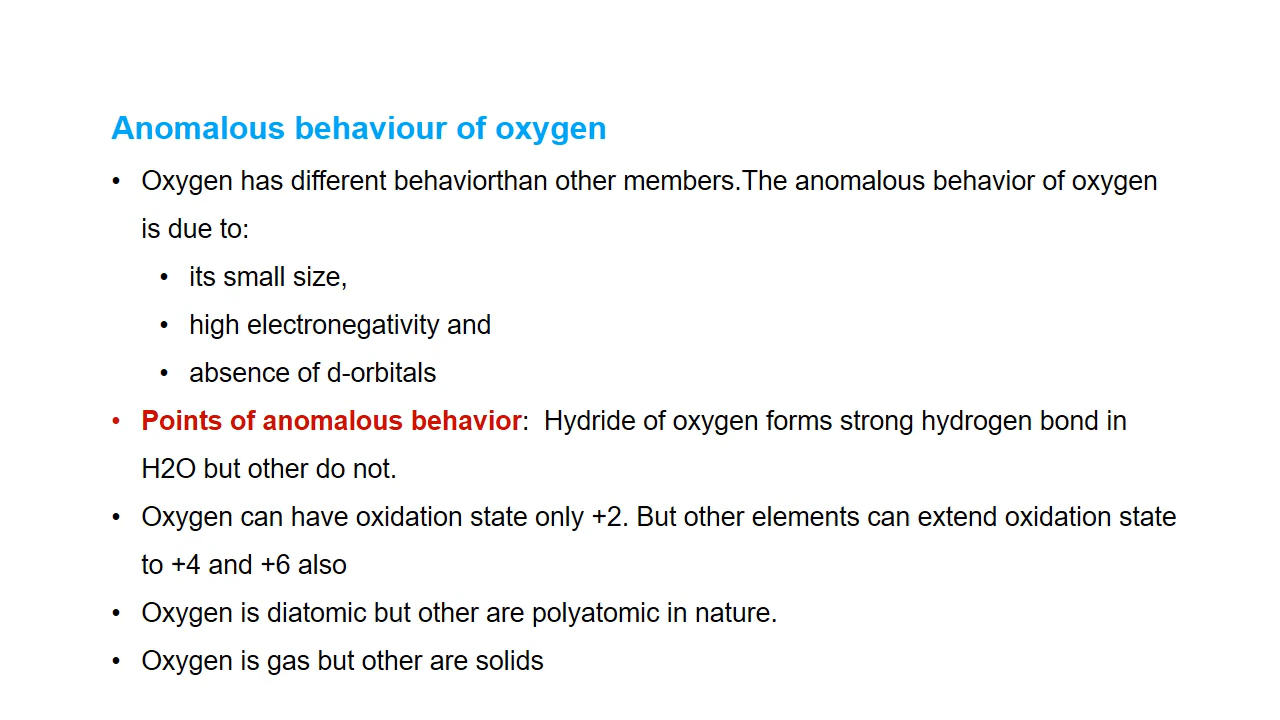 Anomalous behaviour of oxygen
• Oxygen has different behaviorthan other members.The anomalous behavior of oxygen
is due to:
• its small size,
• high electronegativity and
• absence of d-orbitals
• Points of anomalous behavior:  Hydride of oxygen forms strong hydrogen bond in
H2O but other do not.
• Oxygen can have oxidation state only +2. But other elements can extend oxidation state
to +4 and +6 also
• Oxygen is diatomic but other are polyatomic in nature.
• Oxygen is gas but other are solids